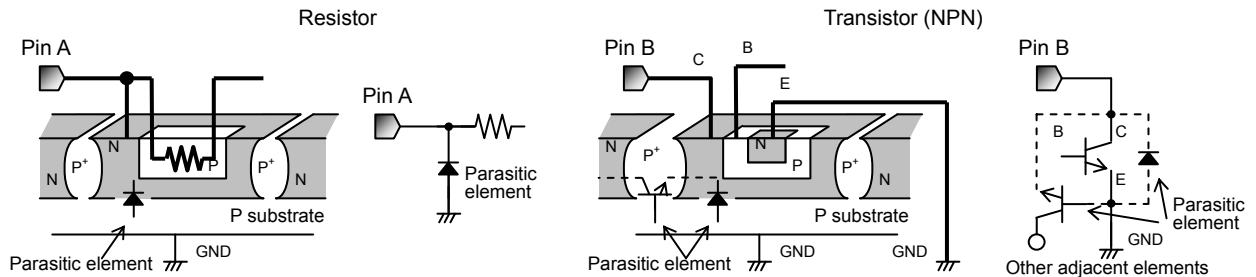 Resistor
Transistor (NPN)
Pin A
N
P+
N
P
P+
N
P substrate
Parasitic element
GND
Pin A
Parasitic
element
Pin B
C
B
E
N
P+
N
P
P+
N
P substrate
Parasitic element
GND
GND
Pin B
B
C
E
Parasitic
element
GND
Other adjacent elements